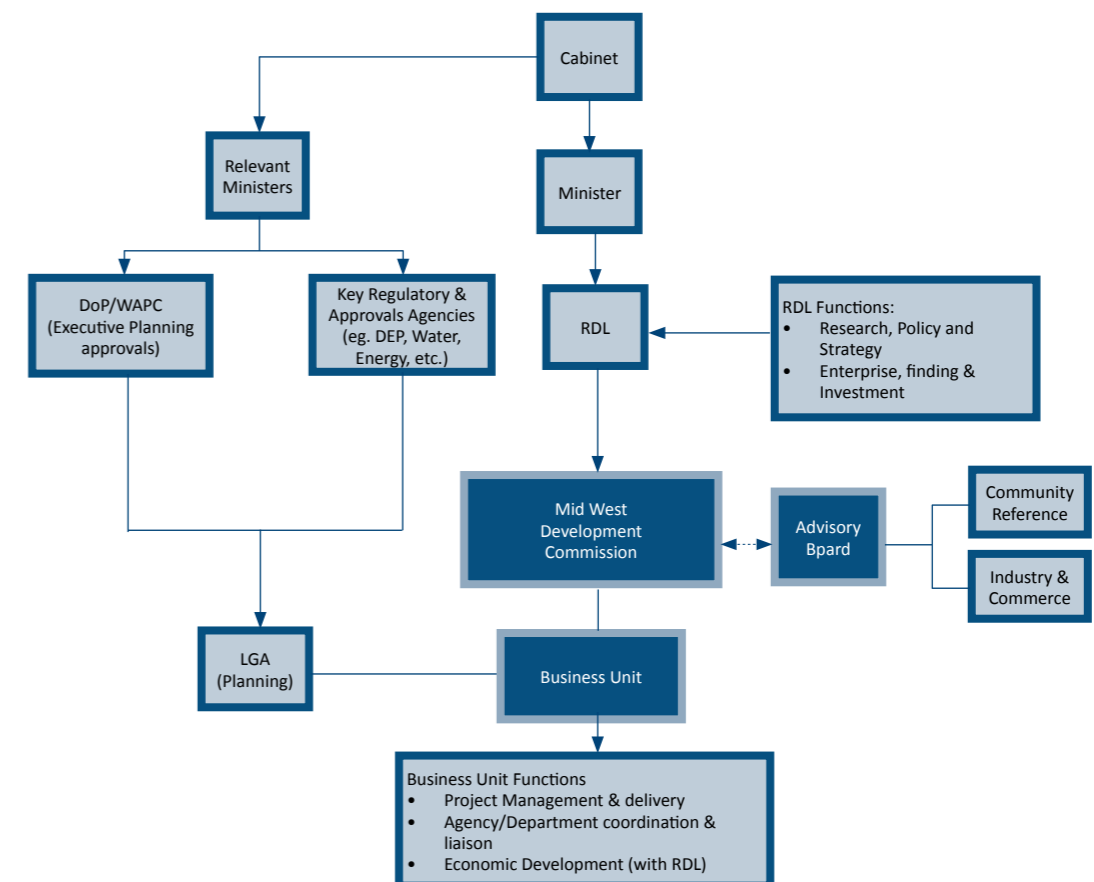 Cabinet
Relevant
Ministers
Minister
DoP/WAPC
(Executive Planning
approvals)
Key Regulatory &
Approvals Agencies
(eg. DEP, Water,
Energy, etc.)
RDL
RDL Functions:
• Research, Policy and
Strategy
• Enterprise, finding &
Investment
Mid West
Development
Commission
Advisory
Bpard
Community
Reference
Industry &
Commerce
LGA
(Planning)
Business Unit
Business Unit Functions
• Project Management & delivery
• Agency/Department coordination &
liaison
• Economic Development (with RDL)